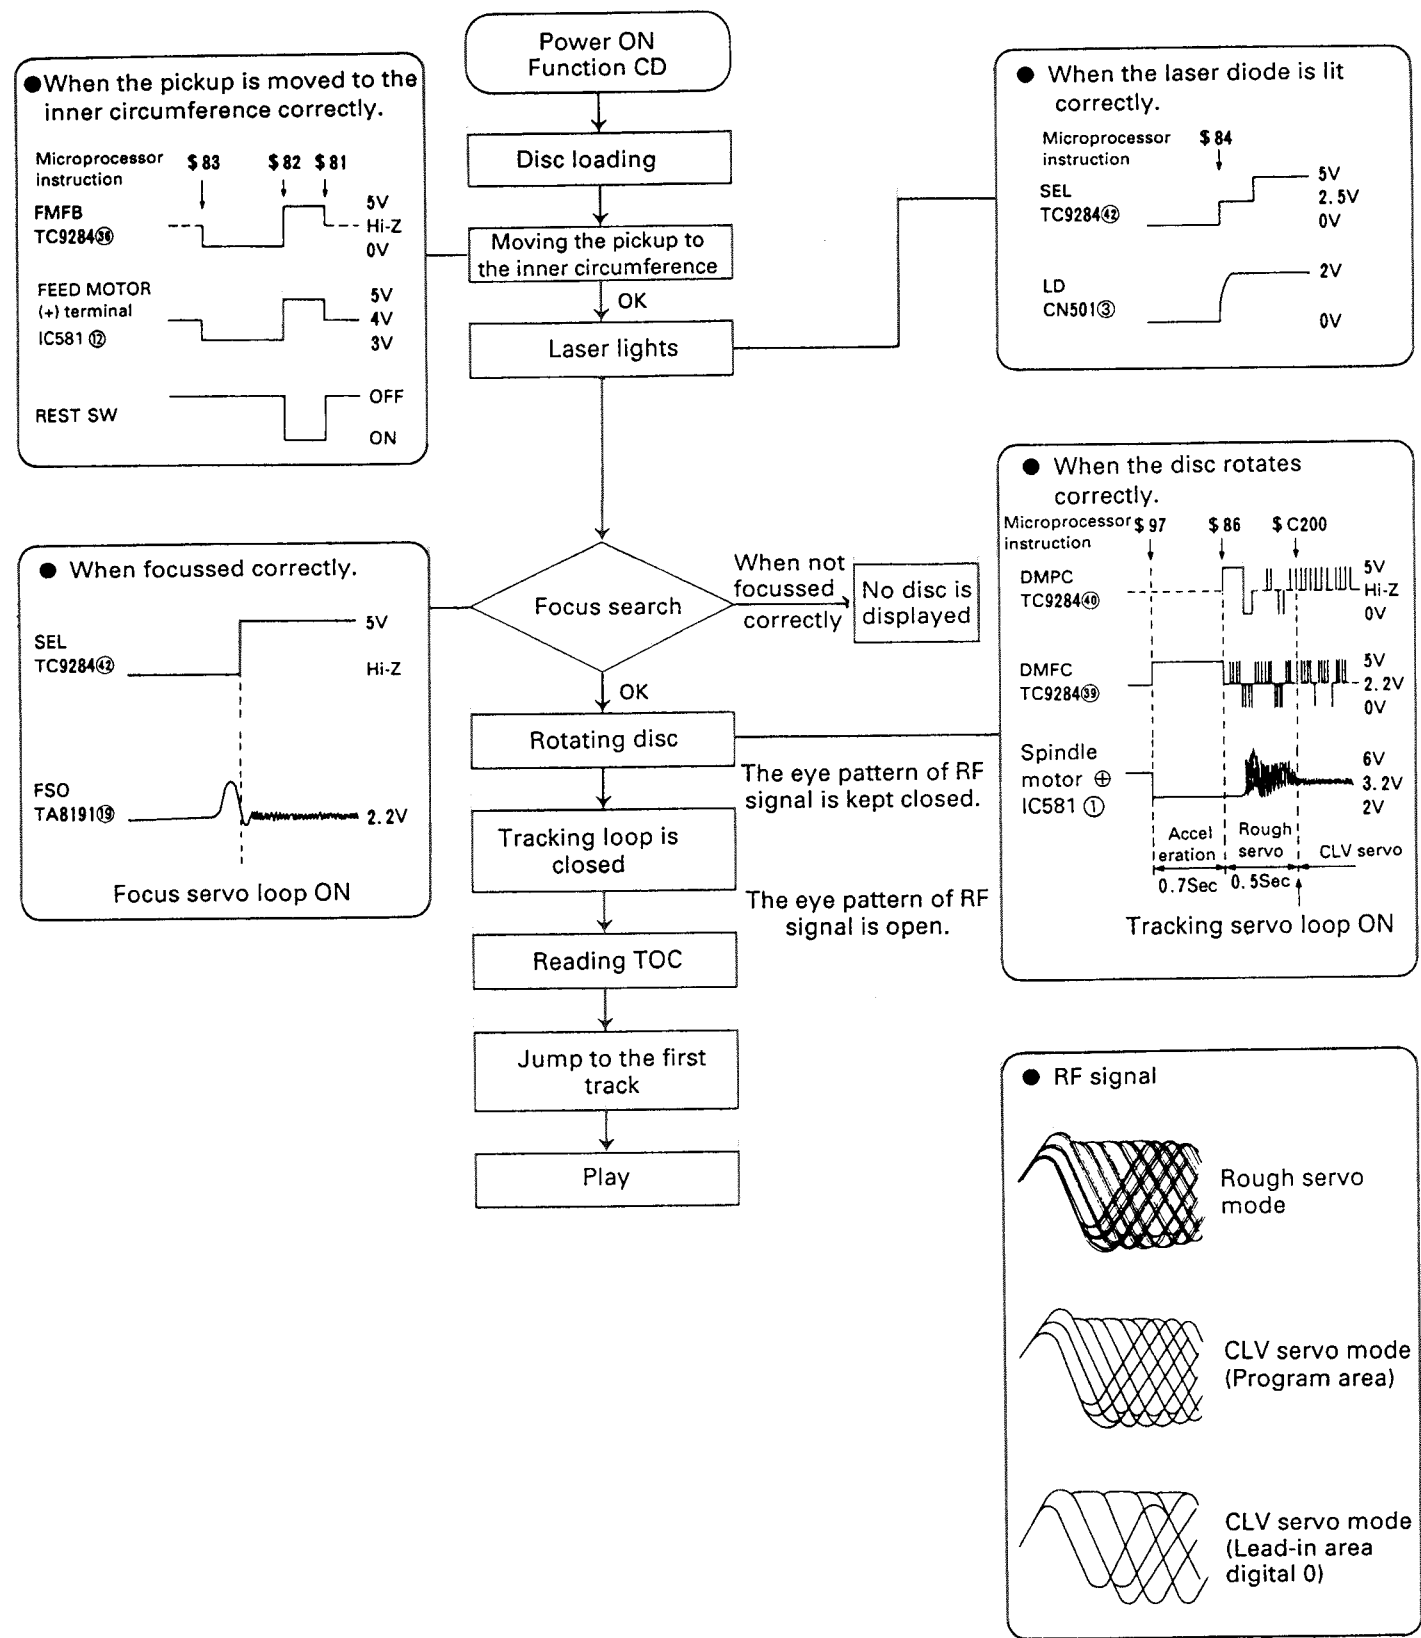 Power ON
Function CD
Disc loading
Moving the pickup to
the inner circumference
OK
Laser lights
Focus search
When not
focussed
correctly
No disc is
displayed
OK
Rotating disc
The eye pattern of RF
signal is kept closed.
Tracking loop is
closed
The eye pattern of RF
signal is open.
Reading TOC
Jump to the first
track
Play
●When the pickup is moved to the
inner circumference correctly.
Microprocessor
instruction
$83 $82 $81
FMFB
TC9284㊱
5V
Hi-Z
0V
FEED MOTOR
(+) terminal
IC581 ⑫
5V
4V
3V
REST SW
OFF
ON
● When the laser diode is lit
correctly.
Microprocessor
instruction
$84
SEL
TC9284㊷
5V
2.5V
0V
LD
CN501③
2V
0V
● When focussed correctly.
SEL
TC9284㊷
5V
Hi-Z
FSO
TA8191⑲
2.2V
Focus servo loop ON
● When the disc rotates
correctly.
Microprocessor
instruction
$97 $86 $C200
DMPC
TC9284㊵
5V
Hi-Z
0V
DMFC
TC9284㊴
5V
2.2V
0V
Spindle
motor ⊕
IC581 ①
6V
3.2V
2V
Accel
eration
Rough
servo
CLV servo
0.7Sec 0.5Sec
Tracking servo loop ON
● RF signal
Rough servo
mode
CLV servo mode
(Program area)
CLV servo mode
(Lead-in area
digital 0)